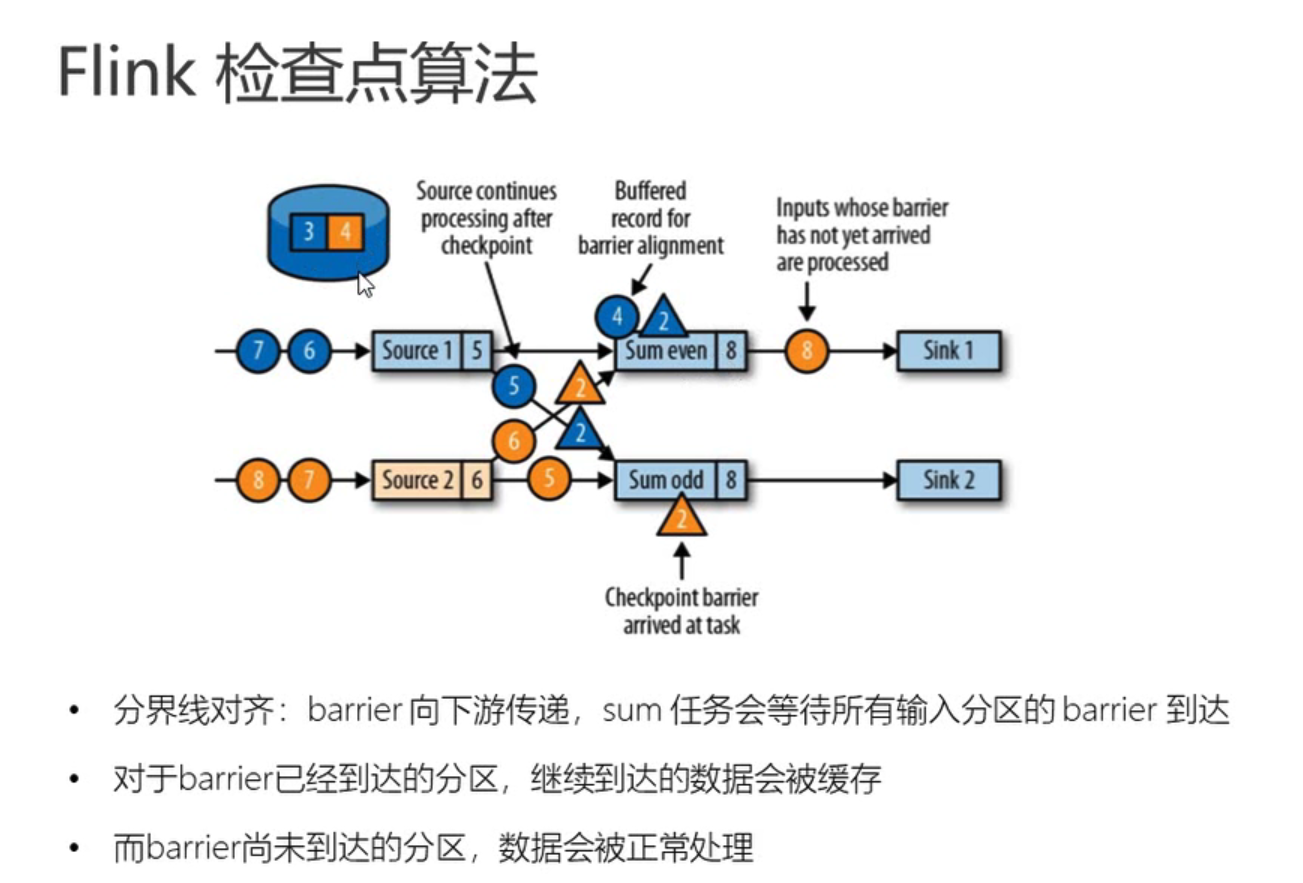 Flink 检查点算法
Source continues
processing after
checkpoint
Buffered
record for
barrier alignment
Inputs whose barrier
has not yet arrived
are processed
3 4
4 2
7 6 Source 1 5 Sum even 8 8 Sink 1
5 2
6 2
8 7 Source 2 6 5 Sum odd 8 Sink 2
2
Checkpoint barrier
arrived at task
• 分界线对齐：barrier 向下游传递，sum 任务会等待所有输入分区的 barrier 到达
• 对于barrier已经到达的分区，继续到达的数据会被缓存
• 而barrier尚未到达的分区，数据会被正常处理